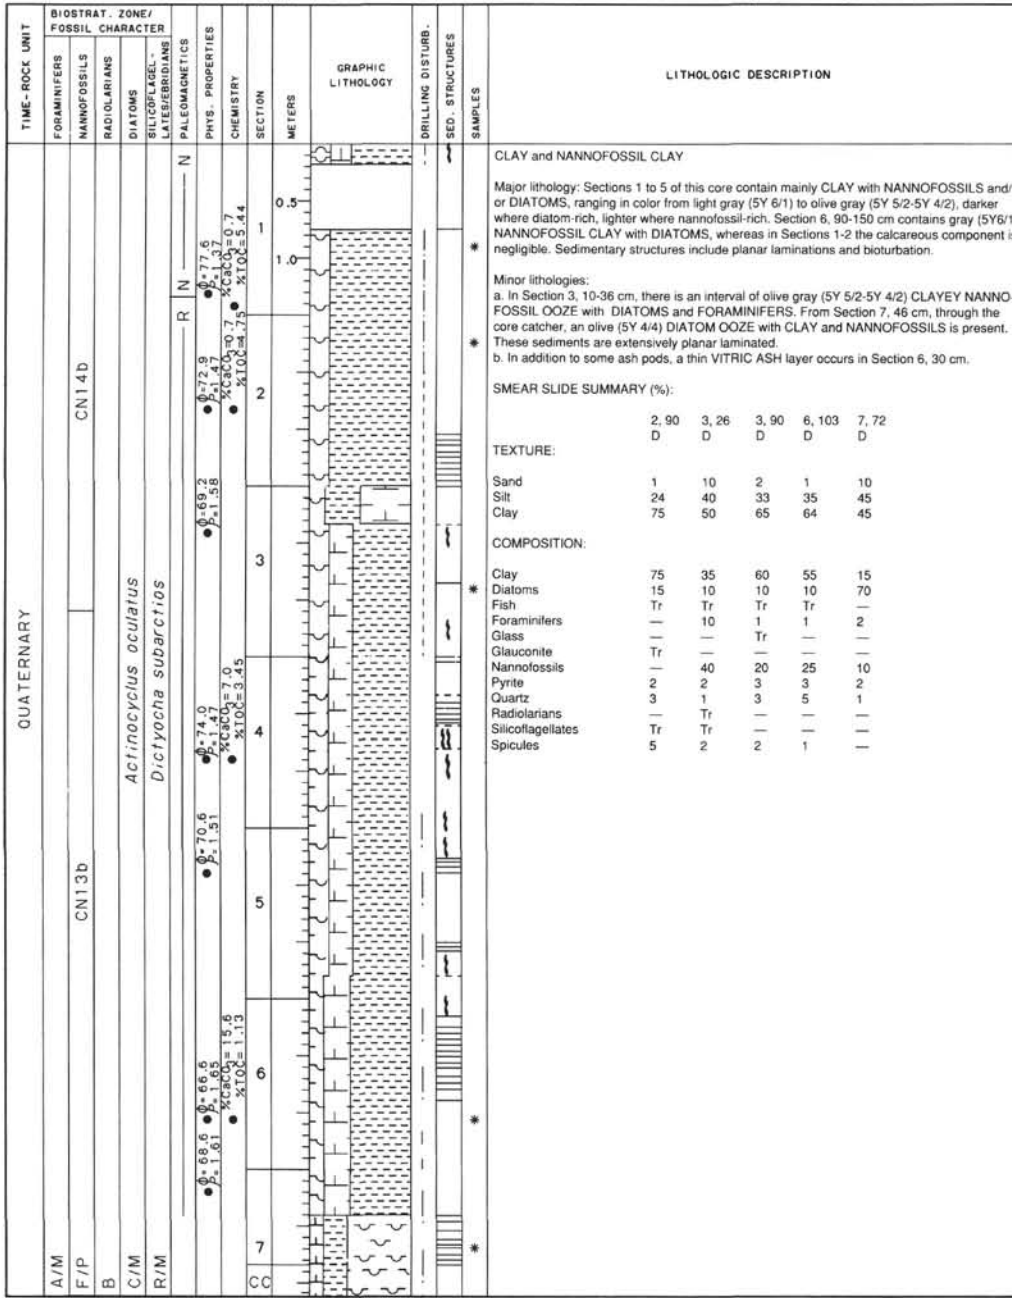 TIME-ROCK UNIT
BIOSTRAT. ZONE/
FOSSIL CHARACTER
FORAMINIFERS
NANNOFOSSILS
RADIOLARIANS
DIATOMS
SILICOFLAGEL-
LATES/EBRIDIANS
PALEOMAGNETICS
PHYS. PROPERTIES
CHEMISTRY
SECTION
METERS
GRAPHIC
LITHOLOGY
DRILLING DISTURB.
SED. STRUCTURES
SAMPLES
LITHOLOGIC DESCRIPTION
QUATERNARY
A/M
CN 14b
CN13b
F/P
B
Actinocyclus oculatus
C/M
Dictyocha subarctios
R/M
N
N
R
Φ=77.6
P=1.37
Φ=72.9
P=1.47
Φ=69.2
P=1.58
Φ=74.0
P=1.47
Φ=70.6
P=1.51
Φ=66.6
P=1.65
Φ=68.6
P=1.61
%CaCO3=0.7
%TOC=5.44
%CaCO3=0.7
%TOC=4.75
%CaCO3=7.0
%TOC=3.45
%CaCO3=15.6
%TOC=1.13
1
2
3
4
5
6
7
CC
0.5
1.0
*
*
*
*
*
CLAY and NANNOFOSSIL CLAY
Major lithology: Sections 1 to 5 of this core contain mainly CLAY with NANNOFOSSILS and/
or DIATOMS, ranging in color from light gray (5Y 6/1) to olive gray (5Y 5/2-5Y 4/2), darker
where diatom-rich, lighter where nannofossil-rich. Section 6, 90-150 cm contains gray (5Y6/1
NANNOFOSSIL CLAY with DIATOMS, whereas in Sections 1-2 the calcareous component i
negligible. Sedimentary structures include planar laminations and bioturbation.
Minor lithologies:
a. In Section 3, 10-36 cm, there is an interval of olive gray (5Y 5/2-5Y 4/2) CLAYEY NANNO-
FOSSIL OOZE with DIATOMS and FORAMINIFERS. From Section 7, 46 cm, through the
core catcher, an olive (5Y 4/4) DIATOM OOZE with CLAY and NANNOFOSSILS is present.
These sediments are extensively planar laminated.
b. In addition to some ash pods, a thin VITRIC ASH layer occurs in Section 6, 30 cm.
SMEAR SLIDE SUMMARY (%):
2, 90 3, 26 3, 90 6, 103 7, 72
D D D D D
TEXTURE:
Sand 1 10 2 1 10
Silt 24 40 33 35 45
Clay 75 50 65 64 45
COMPOSITION:
Clay 75 35 60 55 15
Diatoms 15 10 10 10 70
Fish Tr Tr Tr Tr —
Foraminifers — 10 1 1 2
Glass — — Tr — —
Glauconite Tr — — — —
Nannofossils — 40 20 25 10
Pyrite 2 2 3 3 2
Quartz 3 1 3 5 1
Radiolarians — Tr — — —
Silicoflagellates Tr Tr — — —
Spicules 5 2 2 1 —